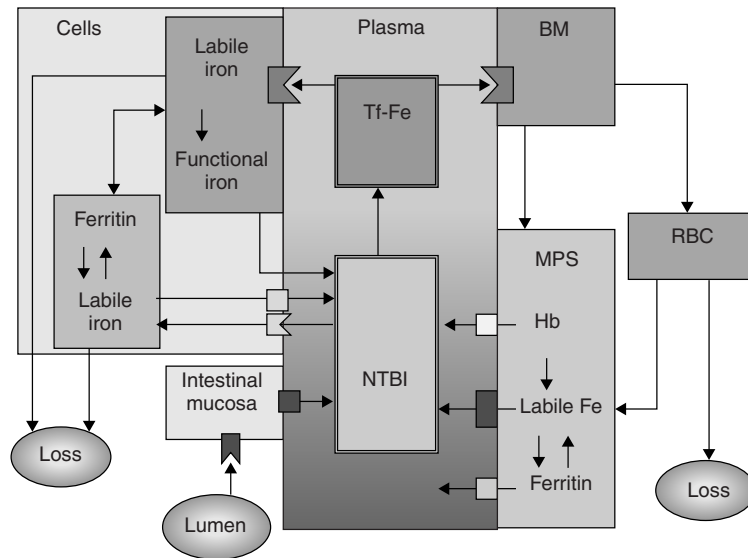 Cells
Plasma
BM
Labile
iron
Functional
iron
Tf-Fe
Ferritin
Labile
iron
RBC
MPS
Hb
Labile Fe
Ferritin
NTBI
Intestinal
mucosa
Loss
Lumen
Loss